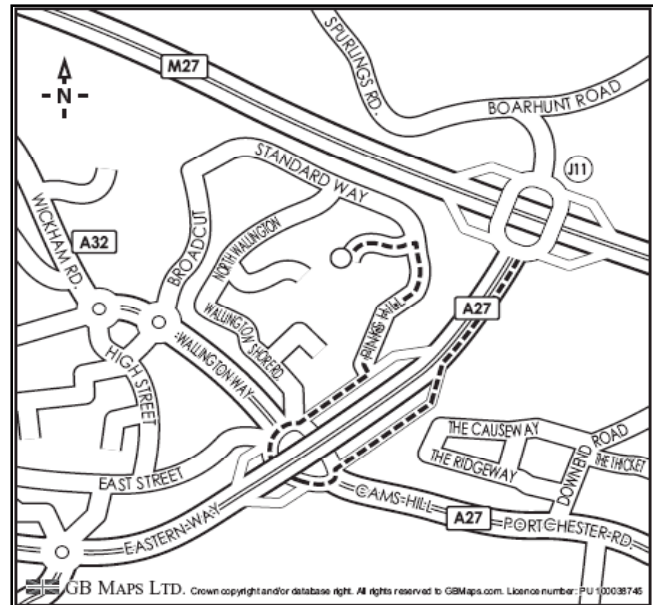 SPURLINGS RD.
M27
BOARHUNT ROAD
N
J11
STANDARD WAY
WICKHAM RD.
A32
BROADCUT
NORTH WALLINGTON
WALLINGTON SHORE RD.
PINKS HILL
A27
WALLINGTON WAY
HIGH STREET
THE CAUSEWAY
THE RIDGEWAY
DOWNEND ROAD
THE THICKET
EAST STREET
CAMS HILL
A27
PORTCHESTER RD.
EASTERN WAY
GB MAPS LTD. Crown copyright and/or database right. All rights reserved to GBMaps.com. Licence number: PU 100038745